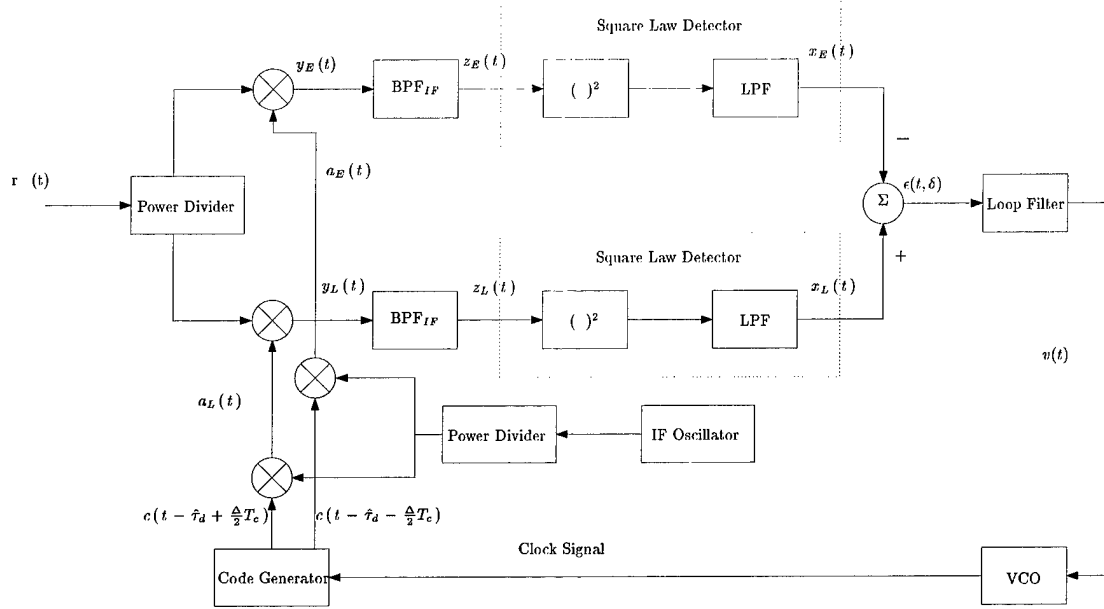 Square Law Detector
y_E(t)
z_E(t)
x_E(t)
BPF_IF
( )^2
LPF
−
a_E(t)
r (t)
Power Divider
Σ
ϵ(t, δ)
Loop Filter
+
Square Law Detector
y_L(t)
z_L(t)
x_L(t)
BPF_IF
( )^2
LPF
v(t)
a_L(t)
Power Divider
IF Oscillator
c(t − τ̂_d + Δ/2 T_c)
c(t − τ̂_d − Δ/2 T_c)
Clock Signal
Code Generator
VCO